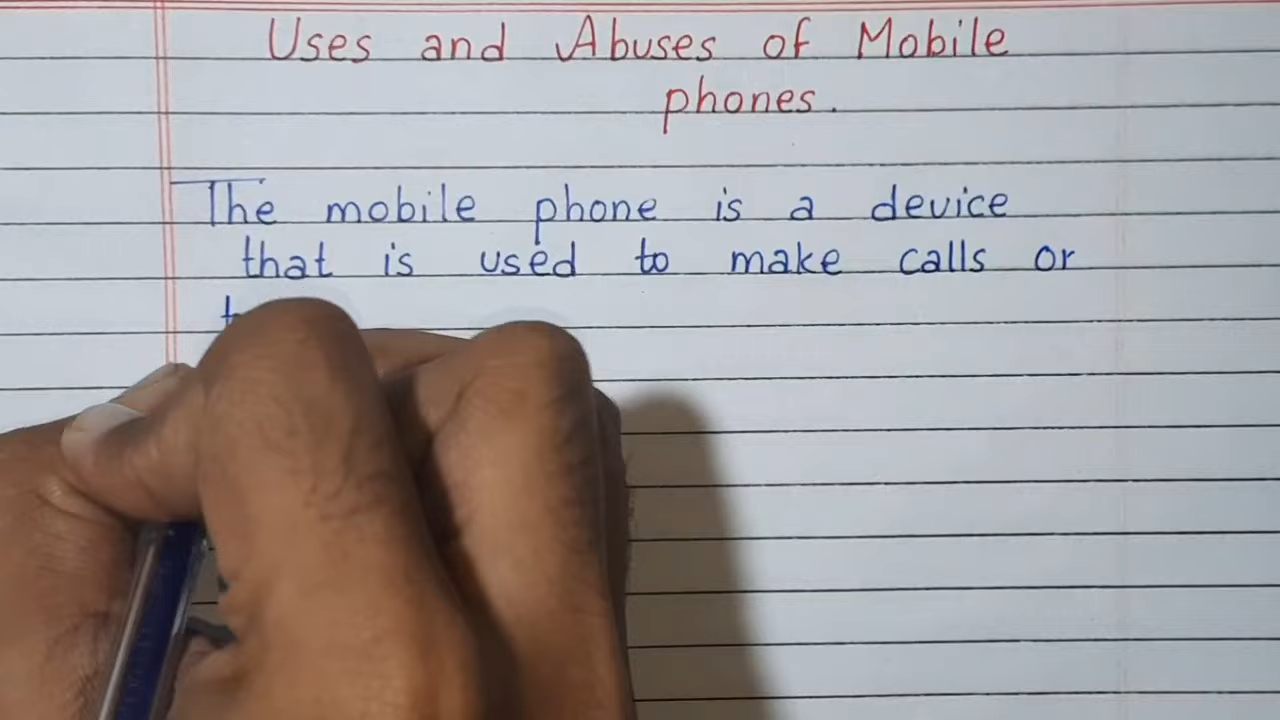 Uses and Abuses of Mobile
phones.
The mobile phone is a device
that is used to make calls or